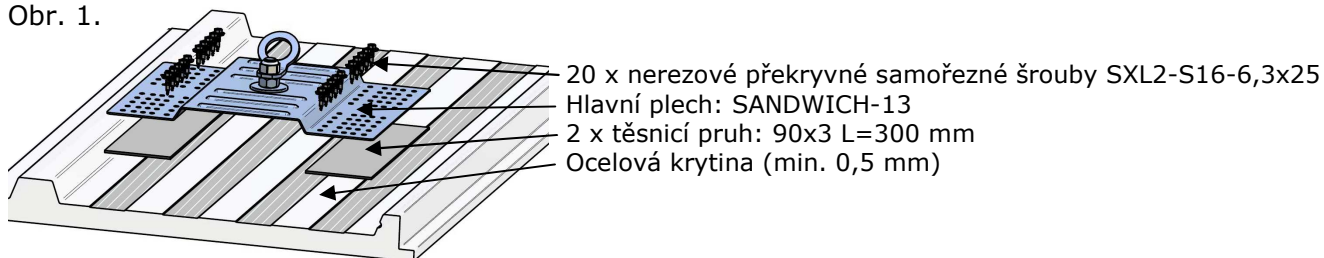 Obr. 1.
20 x nerezové překryvné samořezné šrouby SXL2-S16-6,3x25
Hlavní plech: SANDWICH-13
2 x těsnicí pruh: 90x3 L=300 mm
Ocelová krytina (min. 0,5 mm)